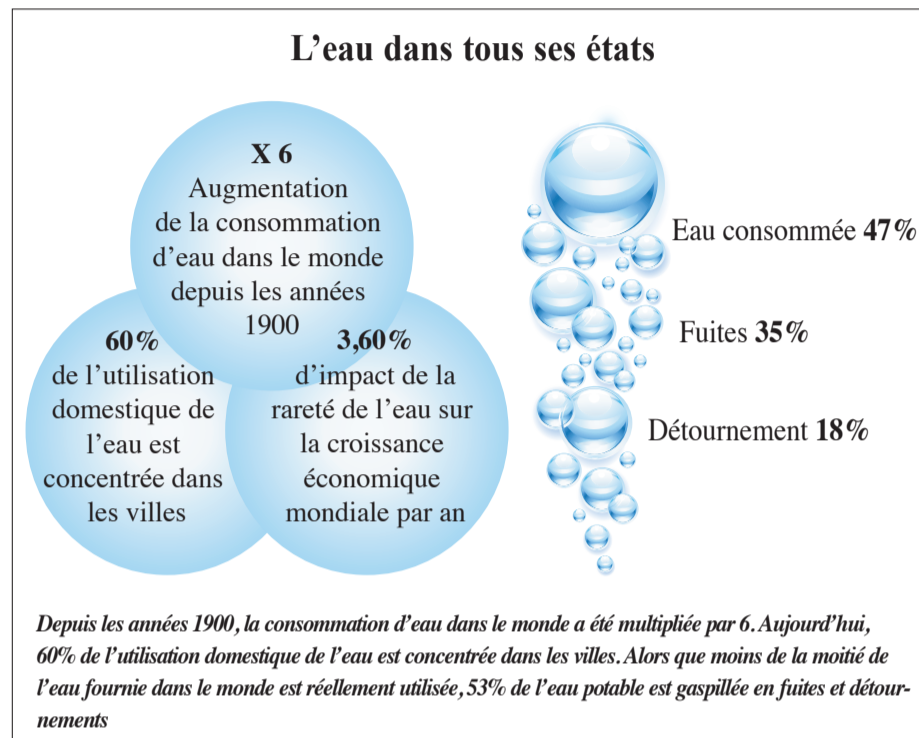 L’eau dans tous ses états
X 6
Augmentation
de la consommation
d’eau dans le monde
depuis les années
1900
60%
de l’utilisation
domestique de
l’eau est
concentrée dans
les villes
3,60%
d’impact de la
rareté de l’eau sur
la croissance
économique
mondiale par an
Eau consommée 47%
Fuites 35%
Détournement 18%
Depuis les années 1900, la consommation d’eau dans le monde a été multipliée par 6. Aujourd’hui,
60% de l’utilisation domestique de l’eau est concentrée dans les villes. Alors que moins de la moitié de
l’eau fournie dans le monde est réellement utilisée, 53% de l’eau potable est gaspillée en fuites et détour-
nements